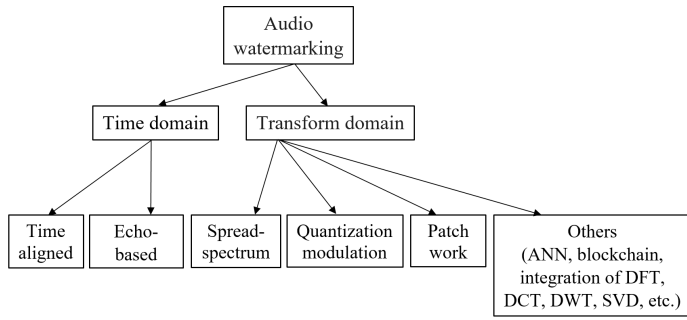 Audio
watermarking
Time domain
Transform domain
Time
aligned
Echo-
based
Spread-
spectrum
Quantization
modulation
Patch
work
Others
(ANN, blockchain,
integration of DFT,
DCT, DWT, SVD, etc.)